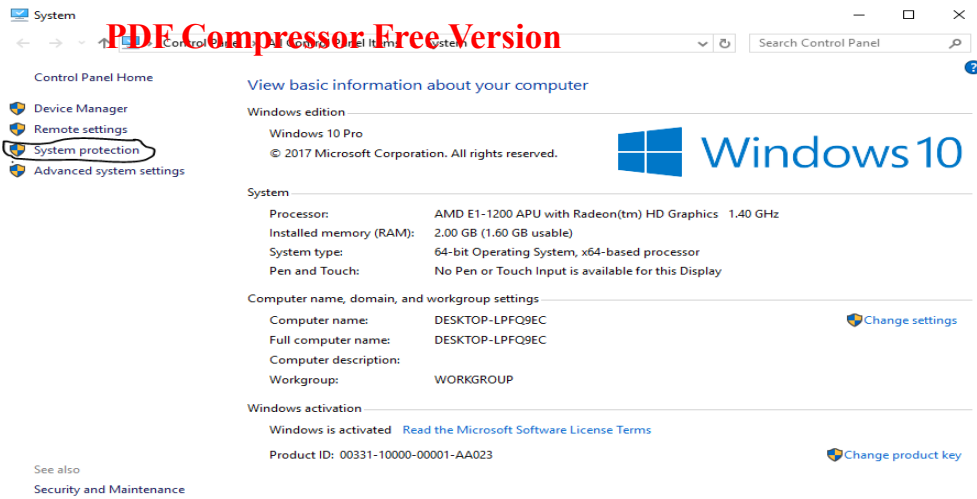 System
PDF Compressor Free Version
Control Panel All Control Panel Items System
Search Control Panel
Control Panel Home
Device Manager
Remote settings
System protection
Advanced system settings
See also
Security and Maintenance
View basic information about your computer
Windows edition
Windows 10 Pro
© 2017 Microsoft Corporation. All rights reserved.
Windows 10
System
Processor: AMD E1-1200 APU with Radeon(tm) HD Graphics 1.40 GHz
Installed memory (RAM): 2.00 GB (1.60 GB usable)
System type: 64-bit Operating System, x64-based processor
Pen and Touch: No Pen or Touch Input is available for this Display
Computer name, domain, and workgroup settings
Computer name: DESKTOP-LPFQ9EC
Change settings
Full computer name: DESKTOP-LPFQ9EC
Computer description:
Workgroup: WORKGROUP
Windows activation
Windows is activated Read the Microsoft Software License Terms
Product ID: 00331-10000-00001-AA023
Change product key